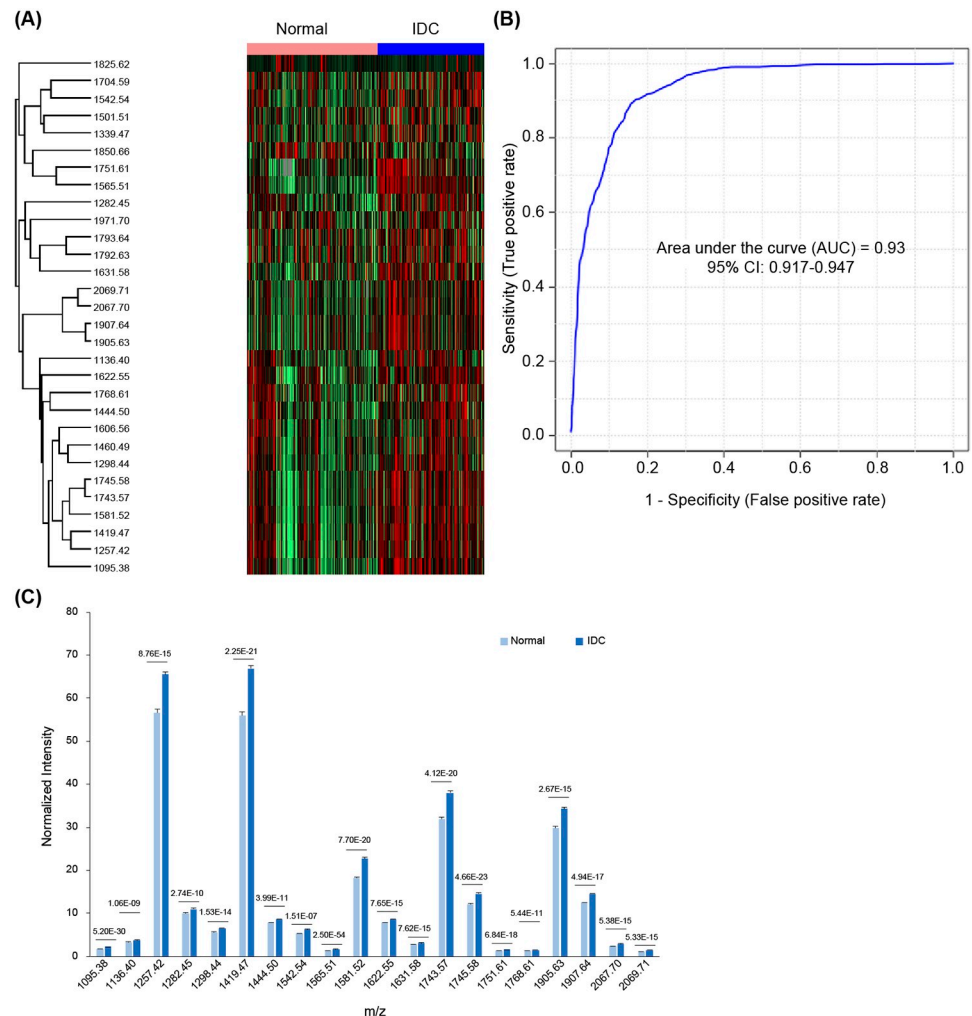 (A)
Normal IDC
1825.62
1704.59
1542.54
1501.51
1339.47
1850.66
1751.61
1565.51
1282.45
1971.70
1793.64
1792.63
1631.58
2069.71
2067.70
1907.64
1905.63
1136.40
1622.55
1768.61
1444.50
1606.56
1460.49
1298.44
1745.58
1743.57
1581.52
1419.47
1257.42
1095.38
(B)
Sensitivity (True positive rate)
1.0
0.8
0.6
0.4
0.2
0.0
Area under the curve (AUC) = 0.93
95% CI: 0.917-0.947
0.0 0.2 0.4 0.6 0.8 1.0
1 - Specificity (False positive rate)
(C)
Normalized Intensity
80
70
60
50
40
30
20
10
0
Normal IDC
5.20E-30
1.06E-09
8.76E-15
2.74E-10
1.53E-14
2.25E-21
3.99E-11
1.51E-07
2.50E-54
7.70E-20
7.65E-15
7.62E-15
4.12E-20
4.66E-23
6.84E-18
5.44E-11
2.67E-15
4.94E-17
5.38E-15
5.33E-15
1095.38
1136.40
1257.42
1282.45
1298.44
1419.47
1444.50
1542.54
1565.51
1581.52
1622.55
1631.58
1743.57
1745.58
1751.61
1768.61
1905.63
1907.64
2067.70
2069.71
m/z